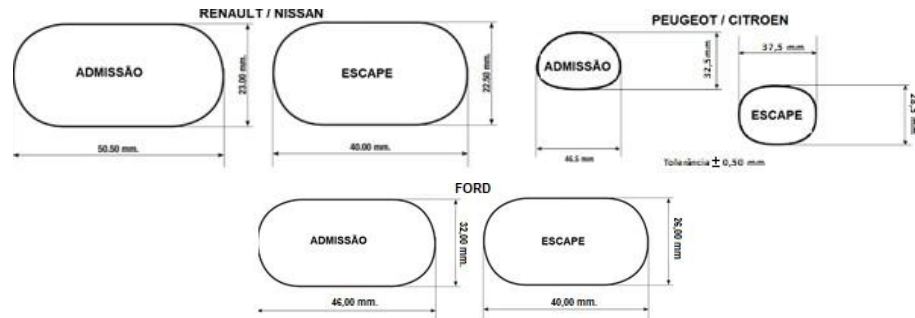 RENAULT / NISSAN
ADMISSÃO
23.00 mm.
50.50 mm.
ESCAPE
22.50 mm.
40.00 mm.
PEUGEOT / CITROEN
ADMISSÃO
32,5 mm
46.5 mm
37,5 mm
ESCAPE
mm
Tolerância ± 0,50 mm
FORD
ADMISSÃO
32,00 mm.
46,00 mm.
ESCAPE
26,00 mm
40,00 mm.